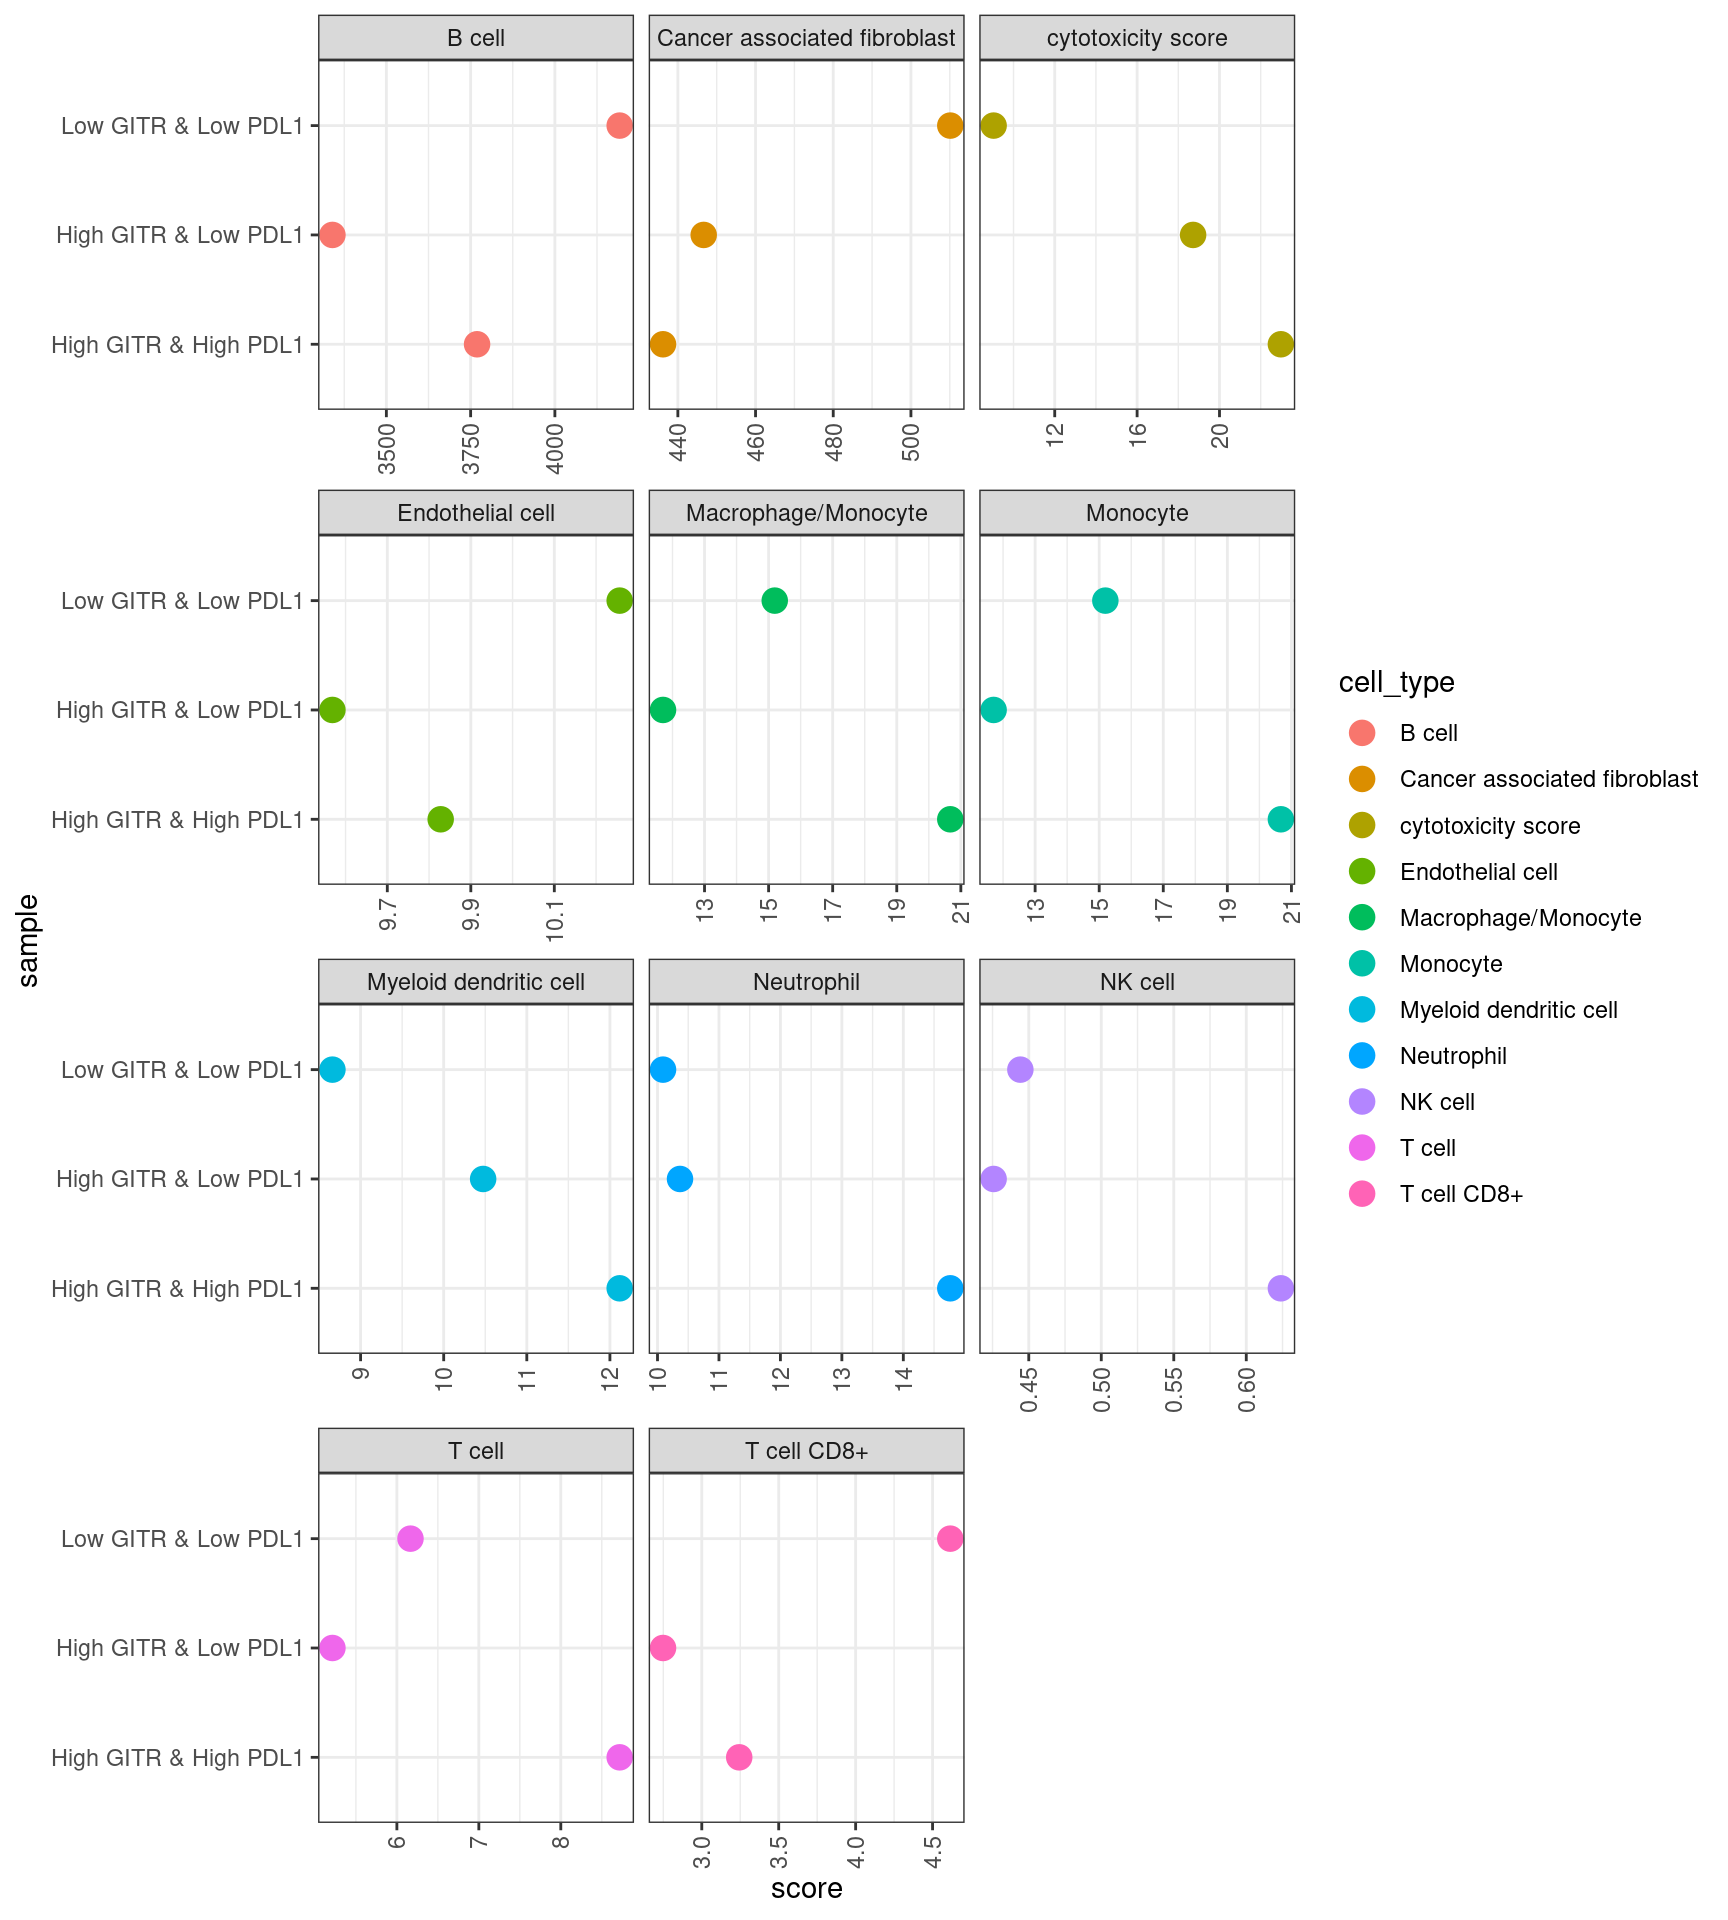 B cell
Cancer associated fibroblast
cytotoxicity score
Low GITR & Low PDL1
High GITR & Low PDL1
High GITR & High PDL1
3500 3750 4000
440 460 480 500
12 16 20
Endothelial cell
Macrophage/Monocyte
Monocyte
Low GITR & Low PDL1
High GITR & Low PDL1
High GITR & High PDL1
9.7 9.9 10.1
13 15 17 19 21
13 15 17 19 21
Myeloid dendritic cell
Neutrophil
NK cell
Low GITR & Low PDL1
High GITR & Low PDL1
High GITR & High PDL1
9 10 11 12
10 11 12 13 14
0.45 0.50 0.55 0.60
T cell
T cell CD8+
Low GITR & Low PDL1
High GITR & Low PDL1
High GITR & High PDL1
6 7 8
3.0 3.5 4.0 4.5
score
sample
cell_type
B cell
Cancer associated fibroblast
cytotoxicity score
Endothelial cell
Macrophage/Monocyte
Monocyte
Myeloid dendritic cell
Neutrophil
NK cell
T cell
T cell CD8+